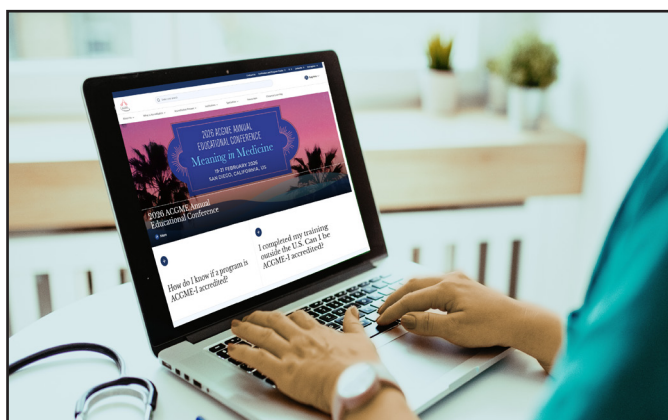 2026 ACGME ANNUAL
EDUCATIONAL CONFERENCE
Meaning in Medicine
19-21 FEBRUARY 2026
SAN DIEGO, CALIFORNIA, US
2026 ACGME Annual
Educational Conference
How do I know if a program is
ACGME-I accredited?
I completed my training
outside the U.S. Can I be
ACGME-I accredited?